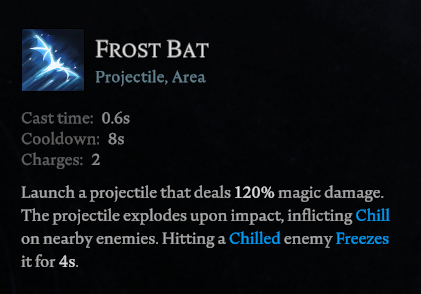 Frost Bat
Projectile, Area
Cast time: 0.6s
Cooldown: 8s
Charges: 2
Launch a projectile that deals 120% magic damage.
The projectile explodes upon impact, inflicting Chill
on nearby enemies. Hitting a Chilled enemy Freezes
it for 4s.